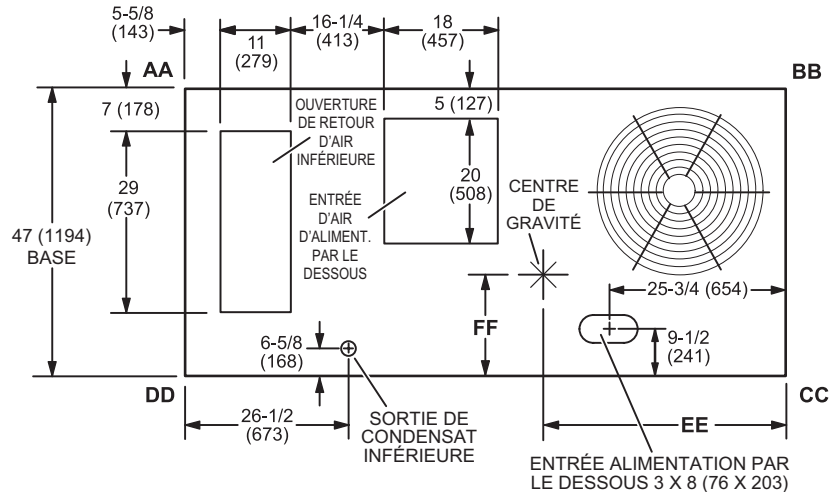 5-5/8
(143)
16-1/4
(413)
18
(457)
11
(279)
AA
BB
7 (178)
OUVERTURE
DE RETOUR
D'AIR
INFÉRIEURE
5 (127)
29
(737)
20
(508)
CENTRE
DE
GRAVITÉ
ENTRÉE
D'AIR
D'ALIMENT.
PAR LE
DESSOUS
47 (1194)
BASE
25-3/4 (654)
FF
9-1/2
(241)
6-5/8
(168)
DD
CC
26-1/2
(673)
SORTIE DE
CONDENSAT
INFÉRIEURE
EE
ENTRÉE ALIMENTATION PAR
LE DESSOUS 3 X 8 (76 X 203)